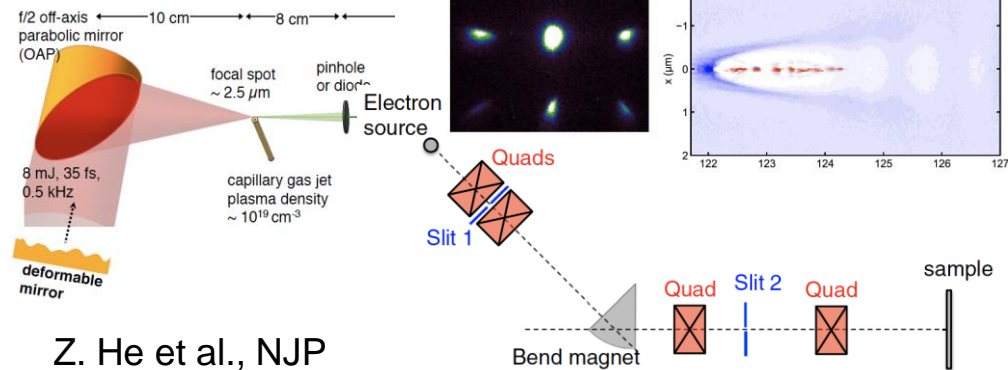 f/2 off-axis
parabolic mirror
(OAP)
10 cm
8 cm
focal spot
~ 2.5 μm
pinhole
or diode
8 mJ, 35 fs,
0.5 kHz
capillary gas jet
plasma density
~ 10¹⁹ cm⁻³
deformable
mirror
Z. He et al., NJP
Electron
source
Quads
Slit 1
Bend magnet
Quad
Slit 2
Quad
sample
x (μm)
−1
0
1
2
122
123
124
125
126
127